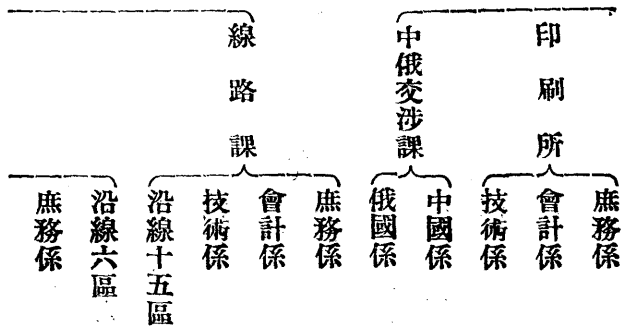 印刷所
庶務係
會計係
技術係
中俄交涉課
中國係
俄國係
線路課
庶務係
會計係
技術係
沿線十五區
沿線六區
庶務係